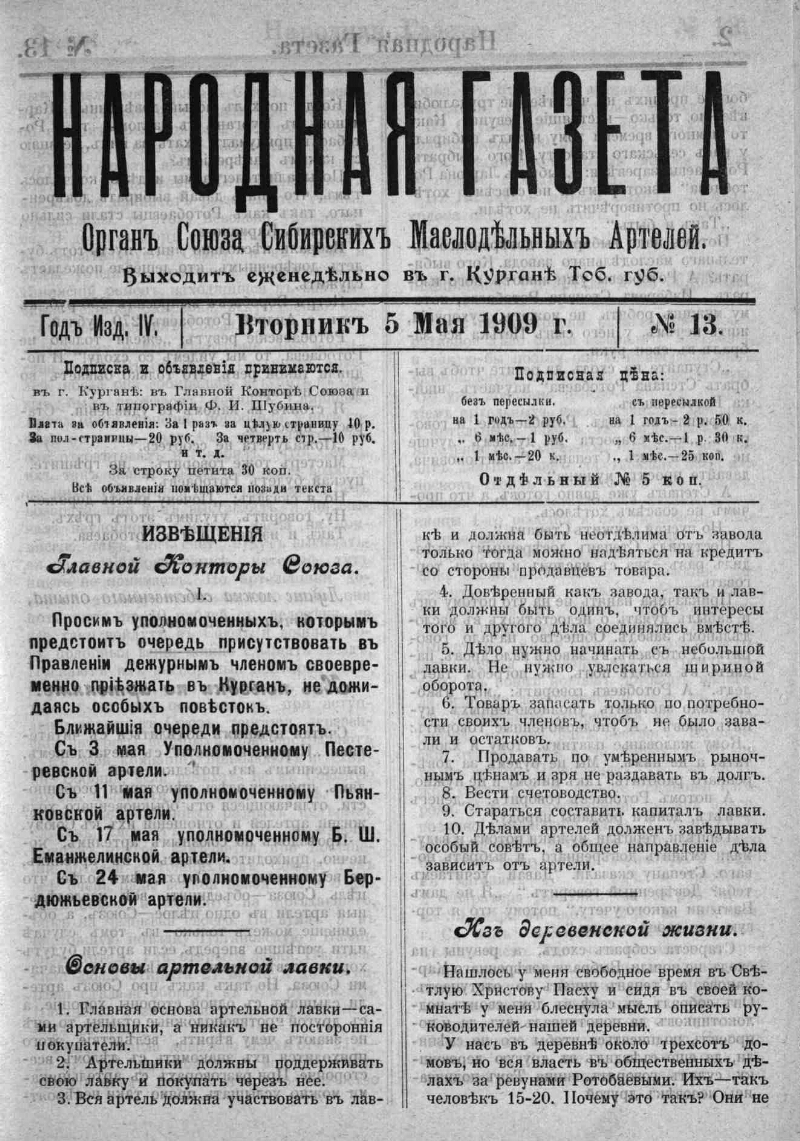 НАРОДНАЯ ГАЗЕТА
Органъ Союза Сибирскихъ Маслодѣльныхъ Артелей.
Выходитъ еженедѣльно въ г. Курганѣ Тоб. губ.
Годъ Изд. IV.
Вторникъ 5 Мая 1909 г.
№ 13.
Подписка и объявленія принимаются.
въ г. Курганѣ: въ Главной Конторѣ Союза и
въ типографіи Ф. И. Шубина.
Плата за объявленія: За 1 разъ за цѣлую страницу 40 р.
За пол-страницы—20 руб. За четверть стр.—10 руб.
и т. д.
За строку петита 30 коп.
Всѣ объявленія помѣщаются позади текста
Подписная цѣна:
безъ пересылки.
на 1 годъ—2 руб.
„ 6 мѣс.—1 руб.
„ 1 мѣс.—20 к.
съ пересылкой
на 1 годъ-2 р. 50 к.
„ 6 мѣс.—1 р 30 к.
„ 1 мѣс.—25 коп.
Отдѣльный № 5 коп.
ИЗВѢЩЕНІЯ
Главной Конторы Союза.
1.
Просимъ уполномоченныхъ, которымъ
предстоитъ очередь присутствовать въ
Правленіи дежурнымъ членомъ своевре-
менно пріѣзжать въ Курганъ, не дожи-
даясь особыхъ повѣстокъ.
Ближайшія очереди предстоятъ.
Съ 3 мая Уполномоченному Песте-
ревской артели.
Съ 11 мая уполномоченному Пьян-
ковской артели.
Съ 17 мая уполномоченному Б. Ш.
Еманжелинской артели.
Съ 24 мая уполномоченному Бер-
дюжьевской артели.
Основы артельной лавки.
1. Главная основа артельной лавки—са-
ми артельщики, а никакъ не постороннія
покупатели.
2. Артельшики должны поддерживать
свою лавку и покупать черезъ нее.
3. Вся артель должна участвовать въ лав-
кѣ и должна быть неотдѣлима отъ завода
только тогда можно надѣяться на кредитъ
со стороны продавцевъ товара.
4. Довѣренный какъ завода, такъ и лав-
ки должны быть одинъ, чтобъ интересы
того и другого дѣла соединялись вмѣстѣ.
5. Дѣло нужно начинать съ небольшой
лавки. Не нужно увлекаться шириной
оборота.
6. Товаръ запасать только по потребно-
сти своихъ членовъ, чтобъ не было зава-
ли и остатковъ.
7. Продавать по умѣреннымъ рыноч-
нымъ цѣнамъ и зря не раздавать въ долгъ.
8. Вести счетоводство.
9. Стараться составить капиталъ лавки.
10. Дѣлами артелей долженъ завѣдывать
особый совѣтъ, а общее направленіе дѣла
зависитъ отъ артели.
Изъ деревенской жизни.
Нашлось у меня свободное время въ Свѣ-
тлую Христову Пасху и сидя въ своей ко-
мнатѣ у меня блеснула мысль описать ру-
ководителей нашей деревни.
У насъ въ деревнѣ около трехсотъ до-
мовъ, но вся власть въ общественныхъ дѣ-
лахъ за ревунами Ротобаевыми. Ихъ—такъ
человѣкъ 15-20. Почему это такъ? Они не